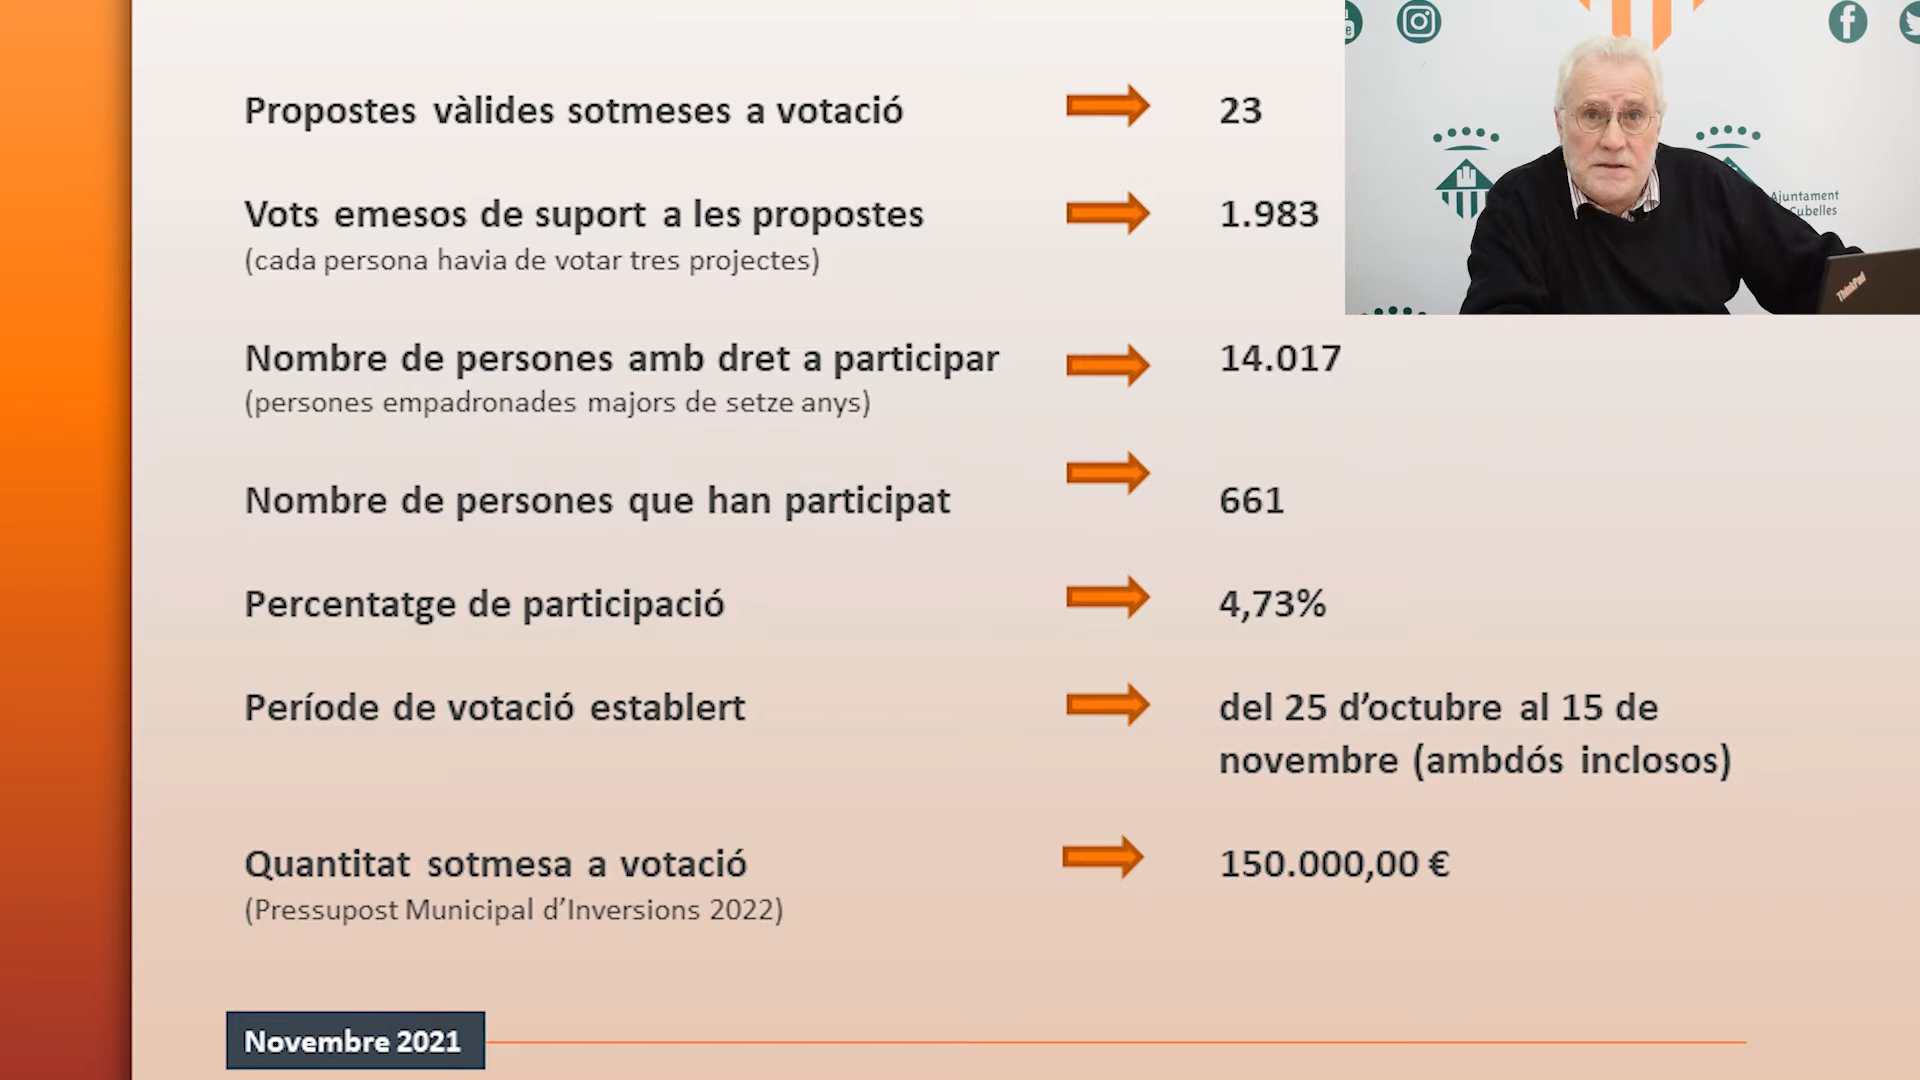 Propostes vàlides sotmeses a votació 23
Vots emesos de suport a les propostes 1.983
(cada persona havia de votar tres projectes)
Nombre de persones amb dret a participar 14.017
(persones empadronades majors de setze anys)
Nombre de persones que han participat 661
Percentatge de participació 4,73%
Període de votació establert del 25 d’octubre al 15 de
novembre (ambdós inclosos)
Quantitat sotmesa a votació 150.000,00 €
(Pressupost Municipal d’Inversions 2022)
Novembre 2021
Ajuntament
Cubelles
ThinkPad